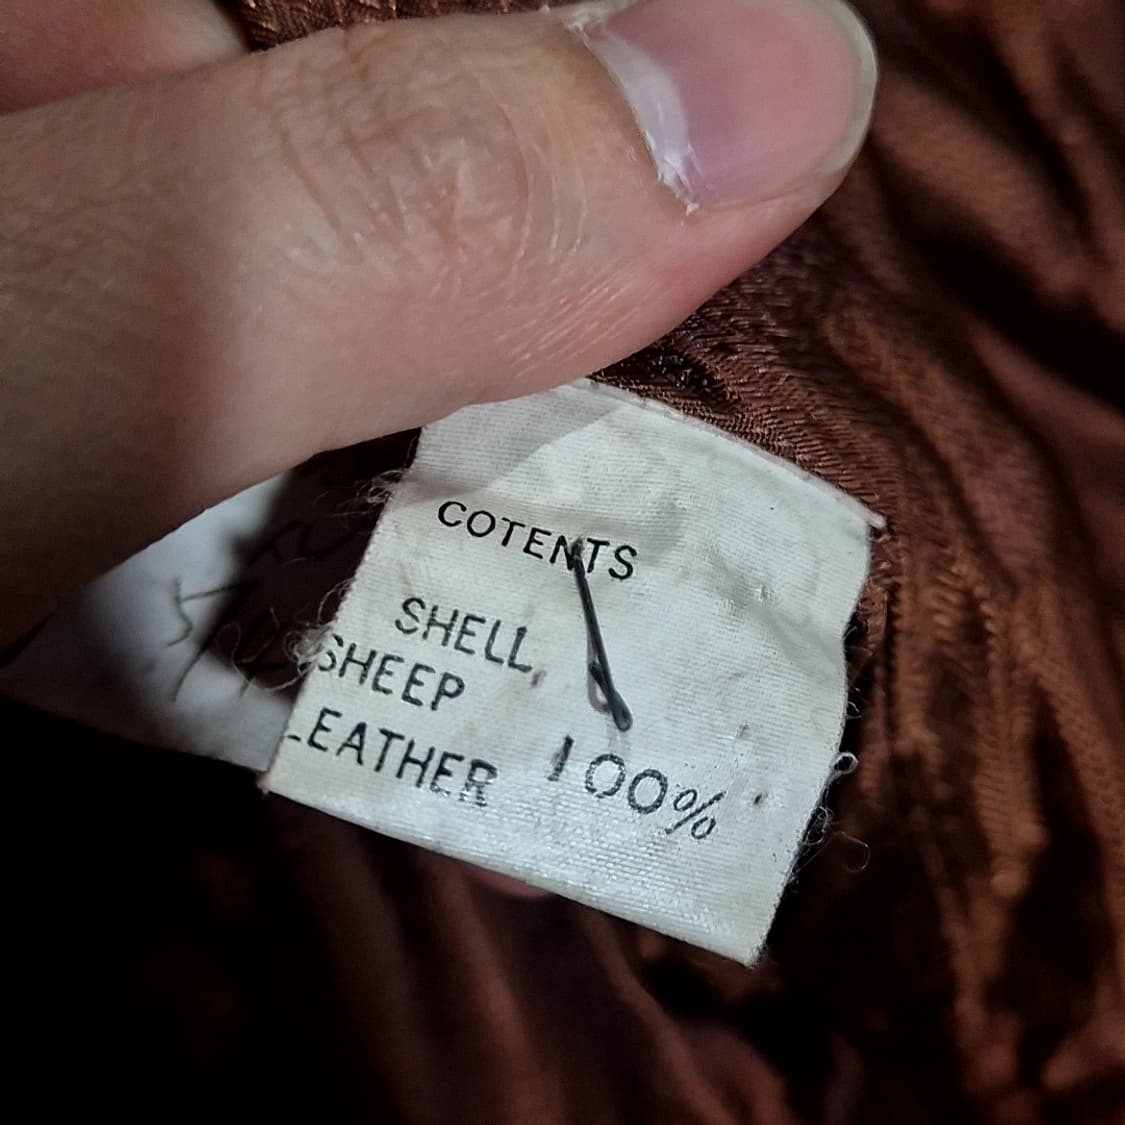 COTENTS
SHELL
SHEEP
LEATHER 100%